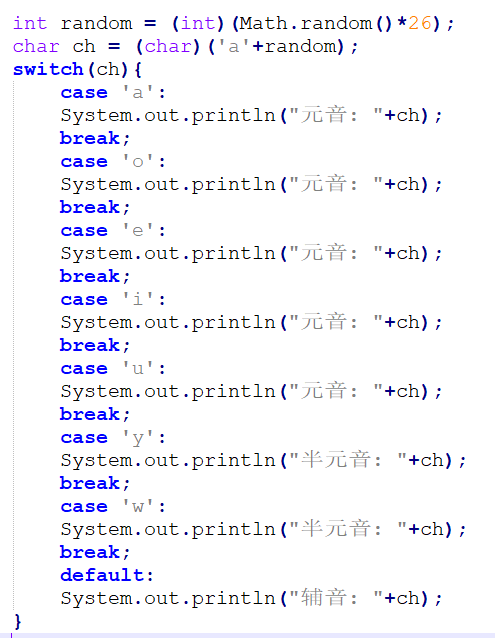 int random = (int)(Math.random()*26);
char ch = (char)('a'+random);
switch(ch){
    case 'a':
    System.out.println("元音: "+ch);
    break;
    case 'o':
    System.out.println("元音: "+ch);
    break;
    case 'e':
    System.out.println("元音: "+ch);
    break;
    case 'i':
    System.out.println("元音: "+ch);
    break;
    case 'u':
    System.out.println("元音: "+ch);
    break;
    case 'y':
    System.out.println("半元音: "+ch);
    break;
    case 'w':
    System.out.println("半元音: "+ch);
    break;
    default:
    System.out.println("辅音: "+ch);
}